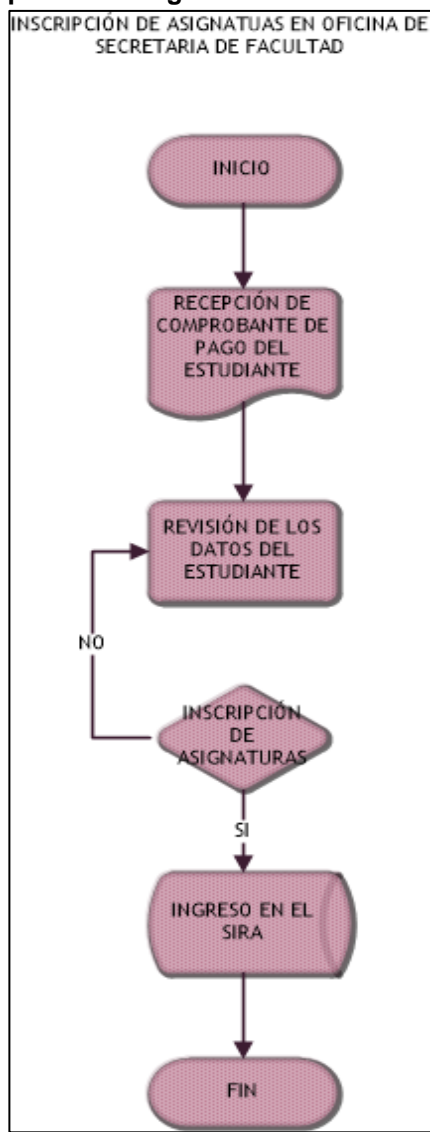 INSCRIPCIÓN DE ASIGNATUAS EN OFICINA DE
SECRETARIA DE FACULTAD
INICIO
RECEPCIÓN DE
COMPROBANTE DE
PAGO DEL
ESTUDIANTE
REVISIÓN DE LOS
DATOS DEL
ESTUDIANTE
NO
INSCRIPCIÓN
DE
ASIGNATURAS
SI
INGRESO EN EL
SIRA
FIN